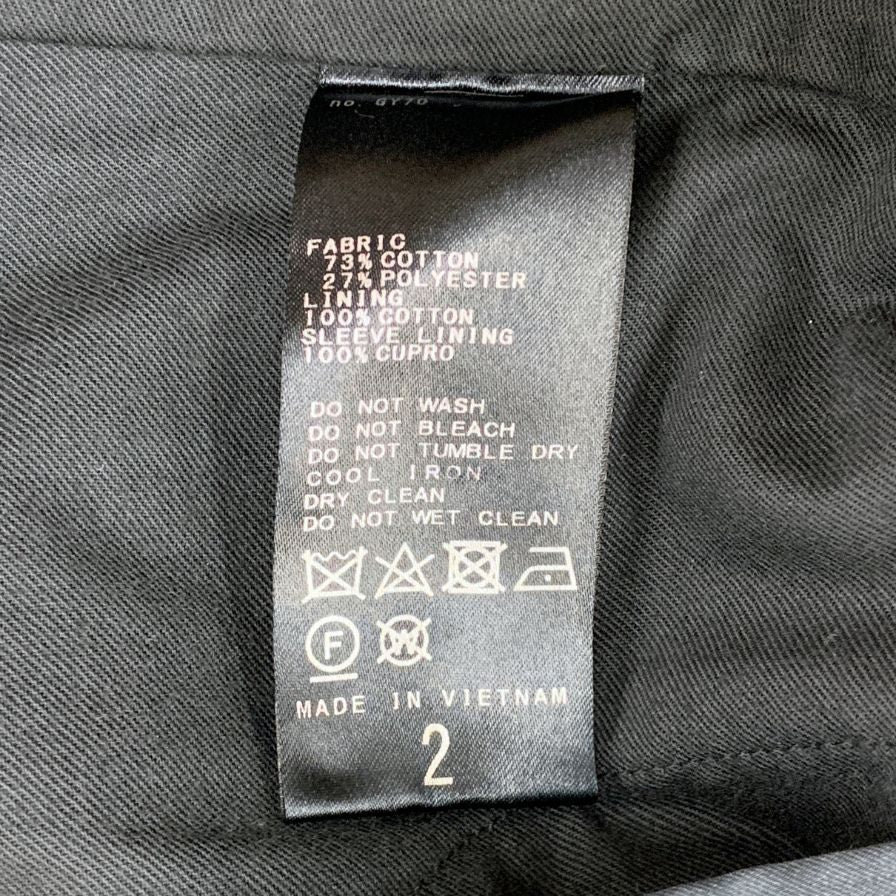 no. GY70
FABRIC
73% COTTON
27% POLYESTER
LINING
100% COTTON
SLEEVE LINING
100% CUPRO
DO NOT WASH
DO NOT BLEACH
DO NOT TUMBLE DRY
COOL IRON
DRY CLEAN
DO NOT WET CLEAN
F W
MADE IN VIETNAM
2